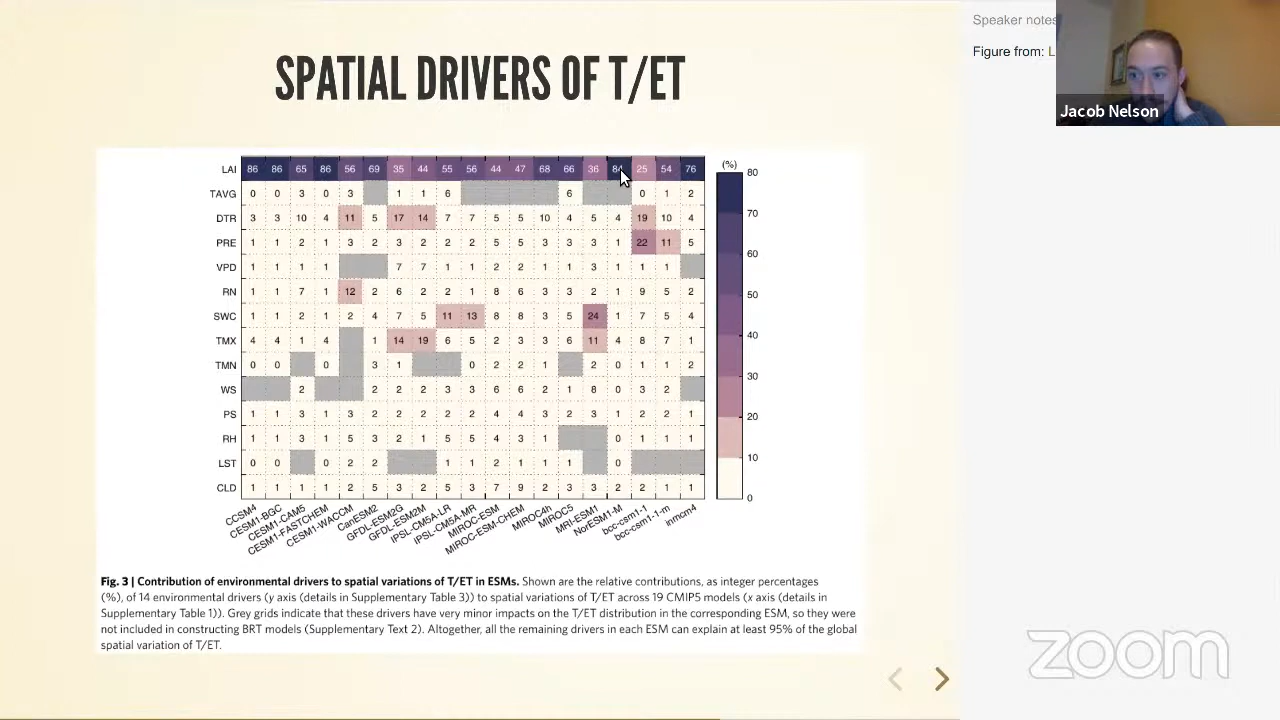 SPATIAL DRIVERS OF T/ET
Speaker notes
Figure from: L
Jacob Nelson
(%)
LAI 86 86 65 86 56 69 35 44 56 44 47 68 66 36 84 25 54 76
TAVG 0 0 3 0 3 1 1 6 6 0 1 2
DTR 3 3 10 4 11 5 17 14 7 7 5 5 10 4 5 4 19 10 4
PRE 1 1 2 1 3 2 3 2 2 2 5 5 3 3 3 1 22 11 5
VPD 1 1 1 1 7 7 1 1 2 2 1 1 3 1 1 1
RN 1 1 7 1 12 2 6 2 2 1 8 6 3 3 2 1 9 5 2
SWC 1 1 2 1 2 4 7 5 11 13 8 8 3 5 24 1 7 5 4
TMX 4 4 1 4 1 14 19 6 5 2 3 3 6 11 4 8 7 1
TMN 0 0 0 3 1 0 2 2 1 2 0 1 1 2
WS 2 2 2 2 3 3 6 6 2 1 8 0 3 2
PS 1 1 3 1 3 2 2 2 2 2 4 4 3 2 3 1 2 2 1
RH 1 1 3 1 5 3 2 1 5 5 4 3 1 0 1 1 1
LST 0 0 0 2 2 1 1 2 1 1 1 0
CLD 1 1 1 1 2 5 3 2 5 3 7 9 2 3 3 2 2 1 1
80
70
60
50
40
30
20
10
0
CCSM4
CESM1-BGC
CESM1-CAM5
CESM1-FASTCHEM
CESM1-WACOM
CanESM2
GFDL-ESM2G
GFDL-ESM2M
IPSL-CM5A-LR
IPSL-CM5A-MR
MIROC-ESM
MIROC-ESM-CHEM
MIROC4h
MIROC5
MRI-ESM1
NorESM1-M
bcc-csm1-1
bcc-csm1-1-m
inmcm4
Fig. 3 | Contribution of environmental drivers to spatial variations of T/ET in ESMs. Shown are the relative contributions, as integer percentages
(%), of 14 environmental drivers (y axis (details in Supplementary Table 3)) to spatial variations of T/ET across 19 CMIP5 models (x axis (details in
Supplementary Table 1)). Grey grids indicate that these drivers have very minor impacts on the T/ET distribution in the corresponding ESM, so they were
not included in constructing BRT models (Supplementary Text 2). Altogether, all the remaining drivers in each ESM can explain at least 95% of the global
spatial variation of T/ET.
zoom